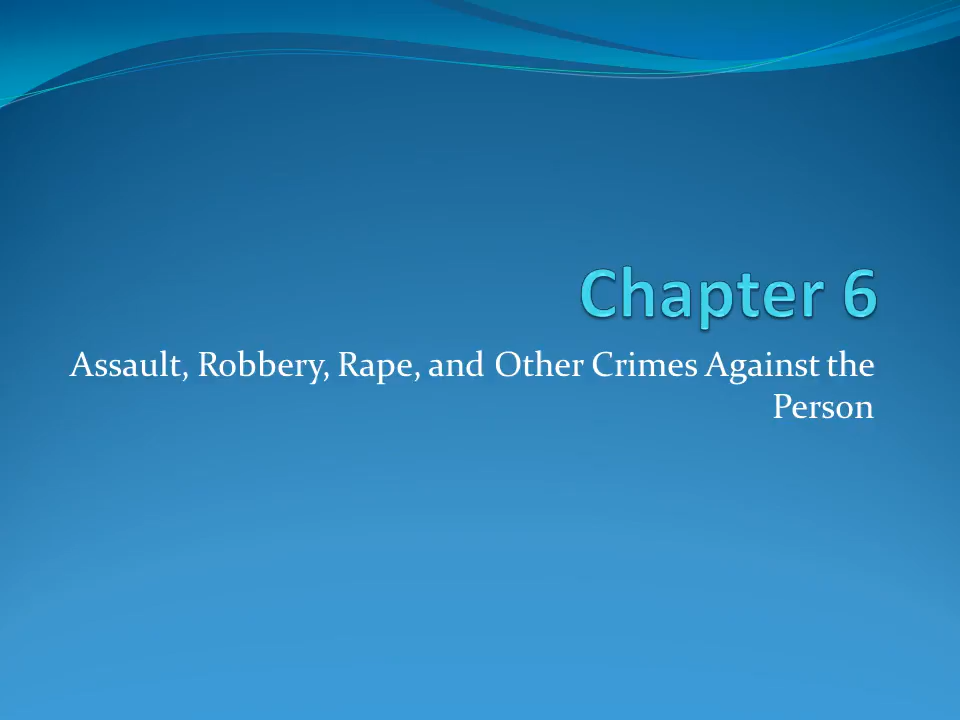 Chapter 6
Assault, Robbery, Rape, and Other Crimes Against the
Person